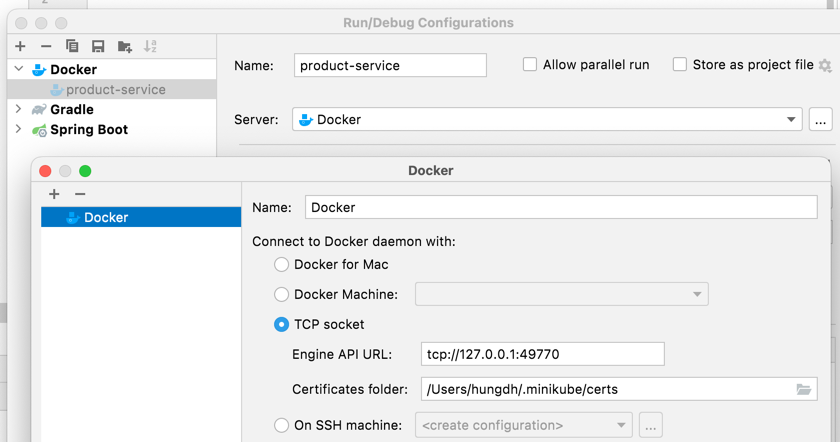 2
Run/Debug Configurations
Docker
product-service
Gradle
Spring Boot
Name: product-service Allow parallel run Store as project file
Server: Docker ...
Docker
Docker
Name: Docker
Connect to Docker daemon with:
Docker for Mac
Docker Machine:
TCP socket
Engine API URL: tcp://127.0.0.1:49770
Certificates folder: /Users/hungdh/.minikube/certs
On SSH machine: <create configuration> ...